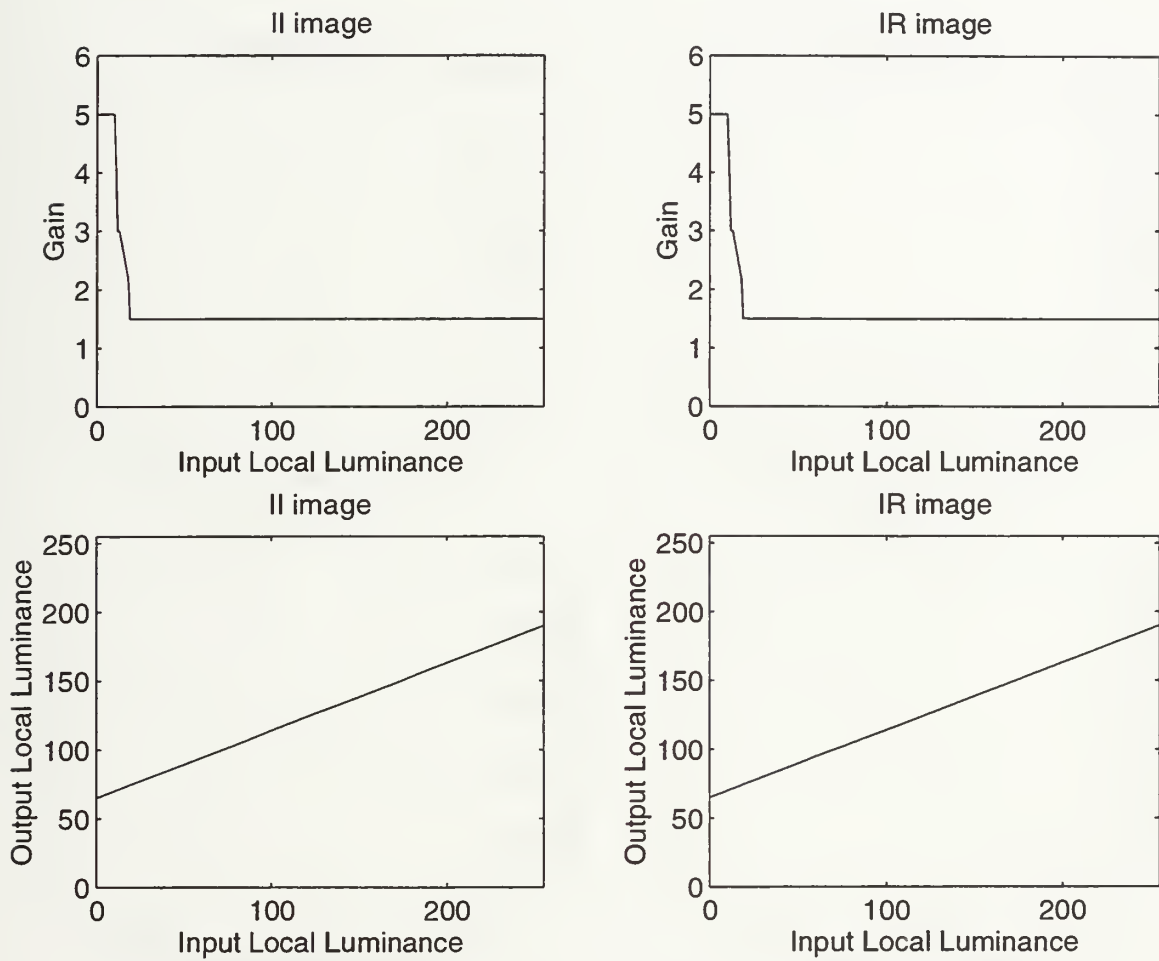 II image
6
5
4
3
2
1
0
Gain
0 100 200
Input Local Luminance
IR image
6
5
4
3
2
1
0
Gain
0 100 200
Input Local Luminance
II image
250
200
150
100
50
0
Output Local Luminance
0 100 200
Input Local Luminance
IR image
250
200
150
100
50
0
Output Local Luminance
0 100 200
Input Local Luminance